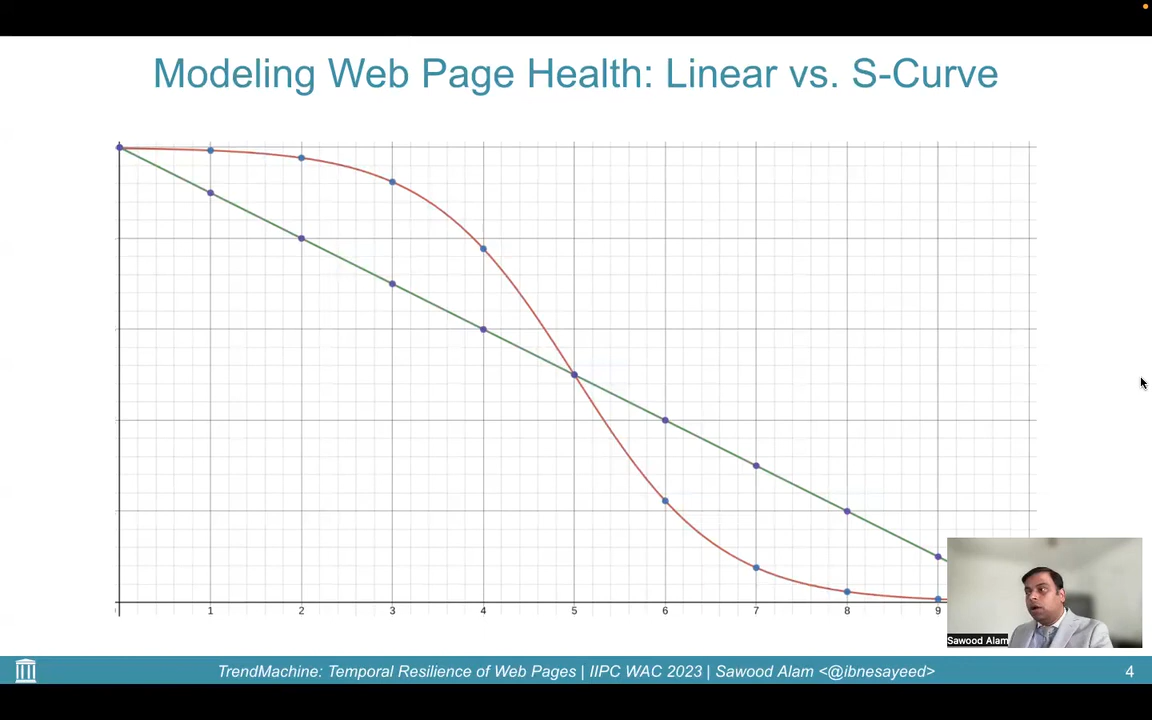 Modeling Web Page Health: Linear vs. S-Curve
1 2 3 4 5 6 7 8 9
Sawood Alam
TrendMachine: Temporal Resilience of Web Pages | IIPC WAC 2023 | Sawood Alam <@ibnesayeed>
4